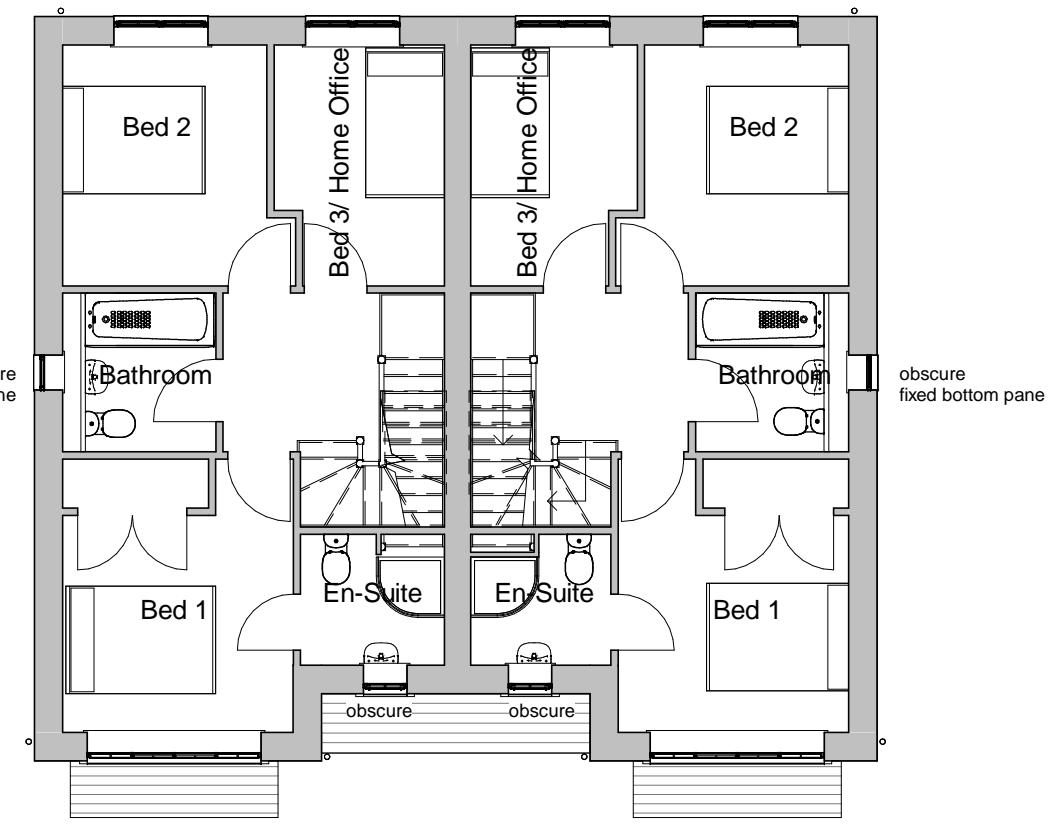 Bed 2
Bed 3/ Home Office
Bed 3/ Home Office
Bed 2
Bathroom
Bathroom
obscure
fixed bottom pane
En-Suite
En-Suite
Bed 1
Bed 1
obscure
obscure